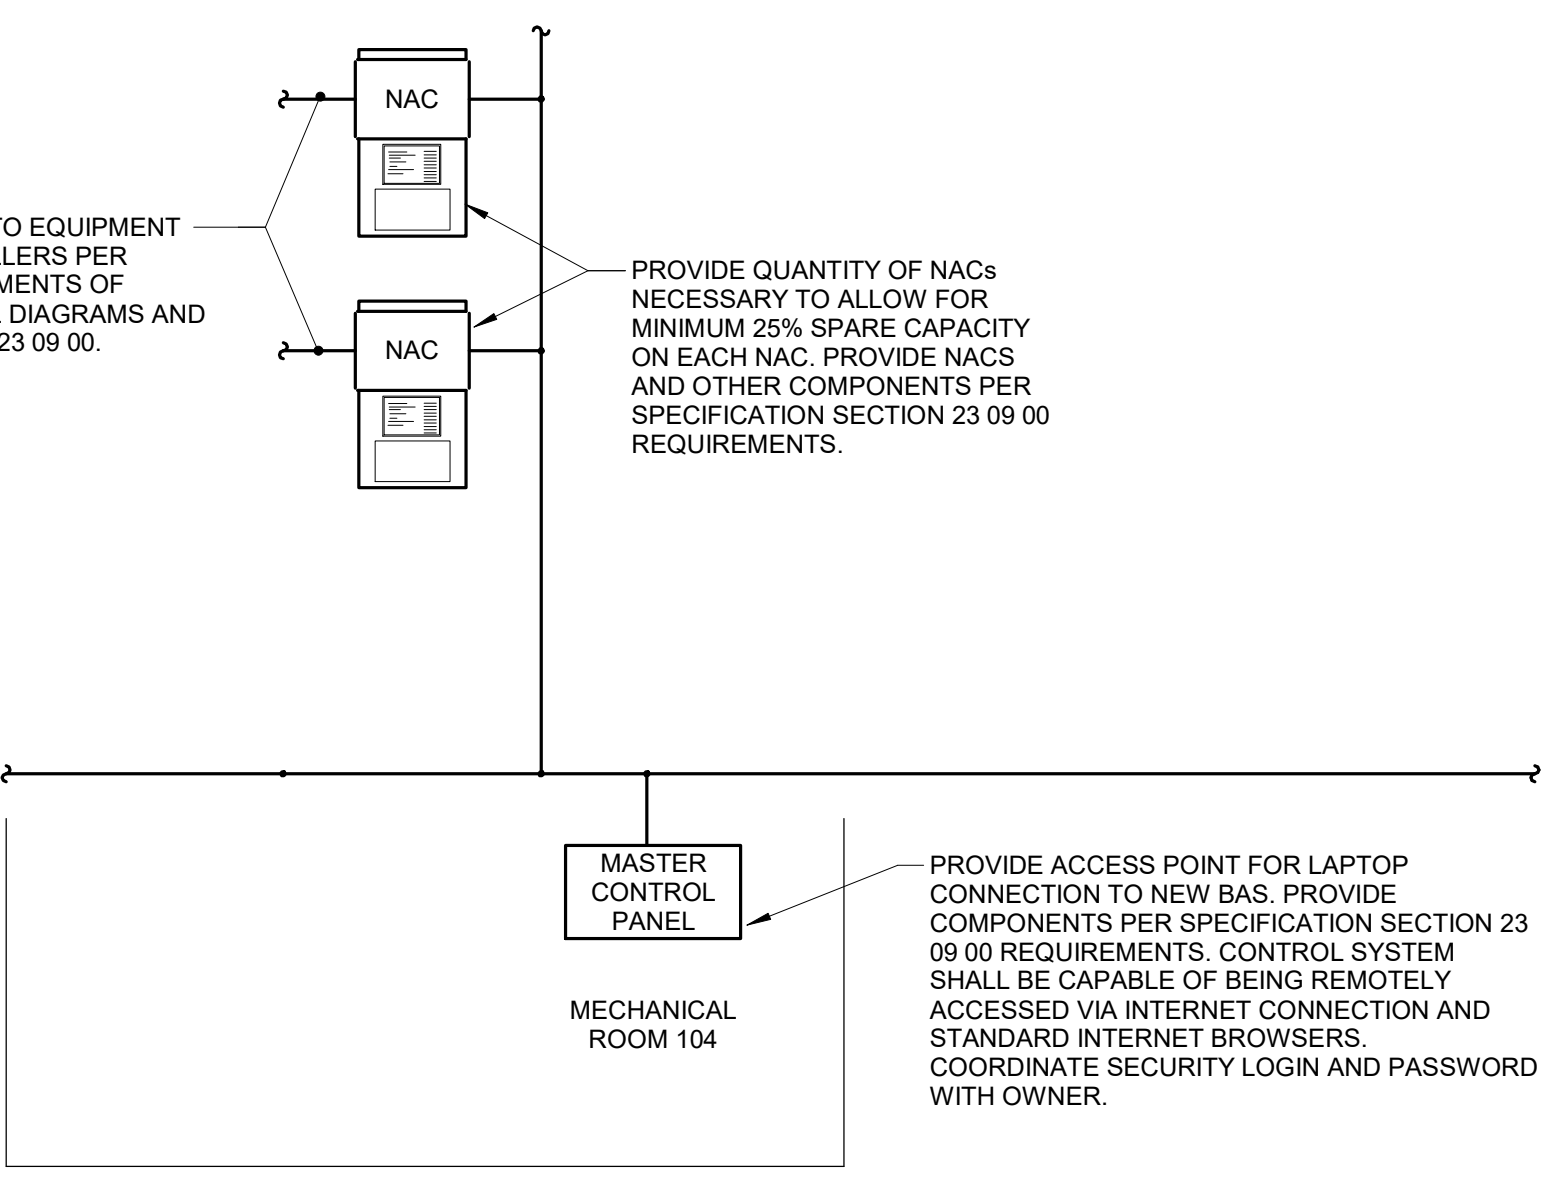 NAC
TO EQUIPMENT
LLERS PER
MENTS OF
DIAGRAMS AND
23 09 00.
NAC
PROVIDE QUANTITY OF NACs
NECESSARY TO ALLOW FOR
MINIMUM 25% SPARE CAPACITY
ON EACH NAC. PROVIDE NACS
AND OTHER COMPONENTS PER
SPECIFICATION SECTION 23 09 00
REQUIREMENTS.
MASTER
CONTROL
PANEL
MECHANICAL
ROOM 104
PROVIDE ACCESS POINT FOR LAPTOP
CONNECTION TO NEW BAS. PROVIDE
COMPONENTS PER SPECIFICATION SECTION 23
09 00 REQUIREMENTS. CONTROL SYSTEM
SHALL BE CAPABLE OF BEING REMOTELY
ACCESSED VIA INTERNET CONNECTION AND
STANDARD INTERNET BROWSERS.
COORDINATE SECURITY LOGIN AND PASSWORD
WITH OWNER.